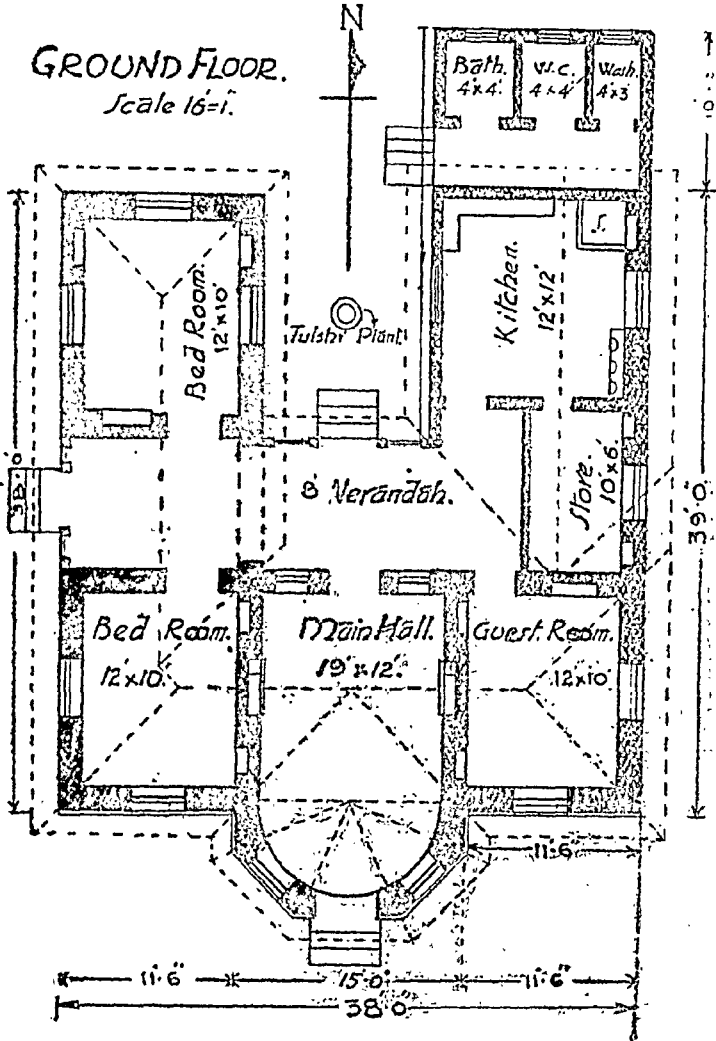 N
GROUND FLOOR.
Scale 16'=1".
Bath.
4'x4'
W.C.
4'x4'
Wash.
4'x3'
Bed Room.
12'x10'
Tulshi Plant.
Kitchen.
12'x12'
S.
8' Verandah.
Store.
10'x6'
38'.0"
39'.0"
Bed Room.
12'x10'
Main Hall.
19'x12'.
Guest Room.
12'x10'
11'.6"
11'.6"
15'.0"
11'.6"
38'.0"